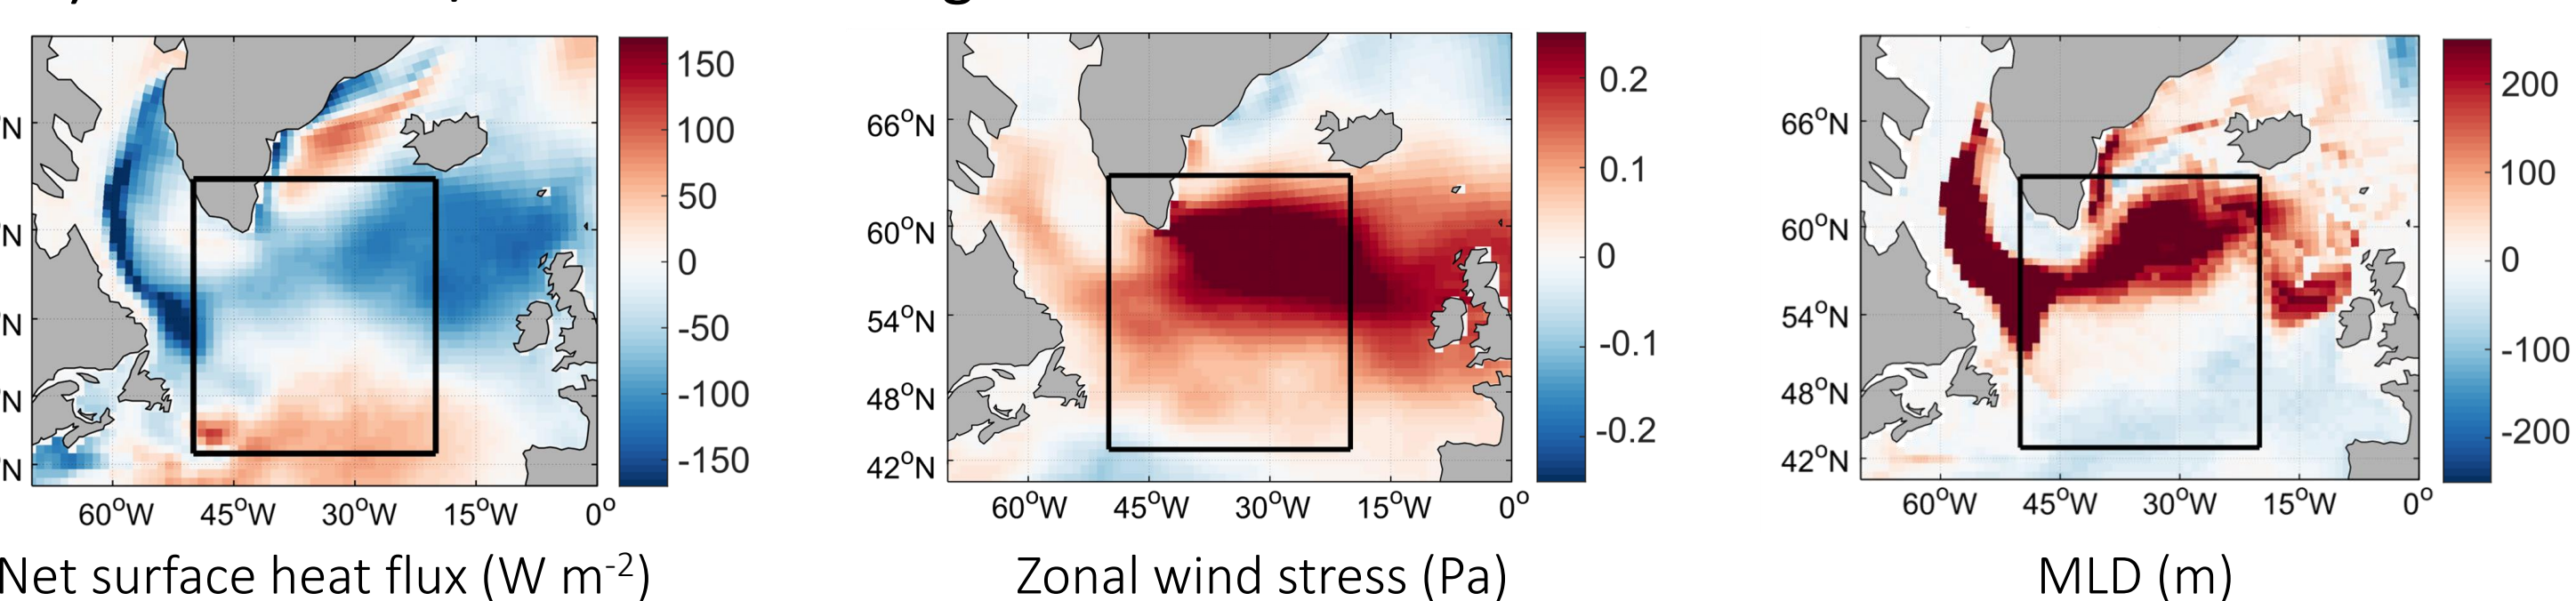 150
100
50
0
-50
-100
-150
N
N
N
N
N
60°W 45°W 30°W 15°W 0°
Net surface heat flux (W m-2)
66°N
60°N
54°N
48°N
42°N
60°W 45°W 30°W 15°W 0°
0.2
0.1
0
-0.1
-0.2
Zonal wind stress (Pa)
66°N
60°N
54°N
48°N
42°N
60°W 45°W 30°W 15°W 0°
200
100
0
-100
-200
MLD (m)